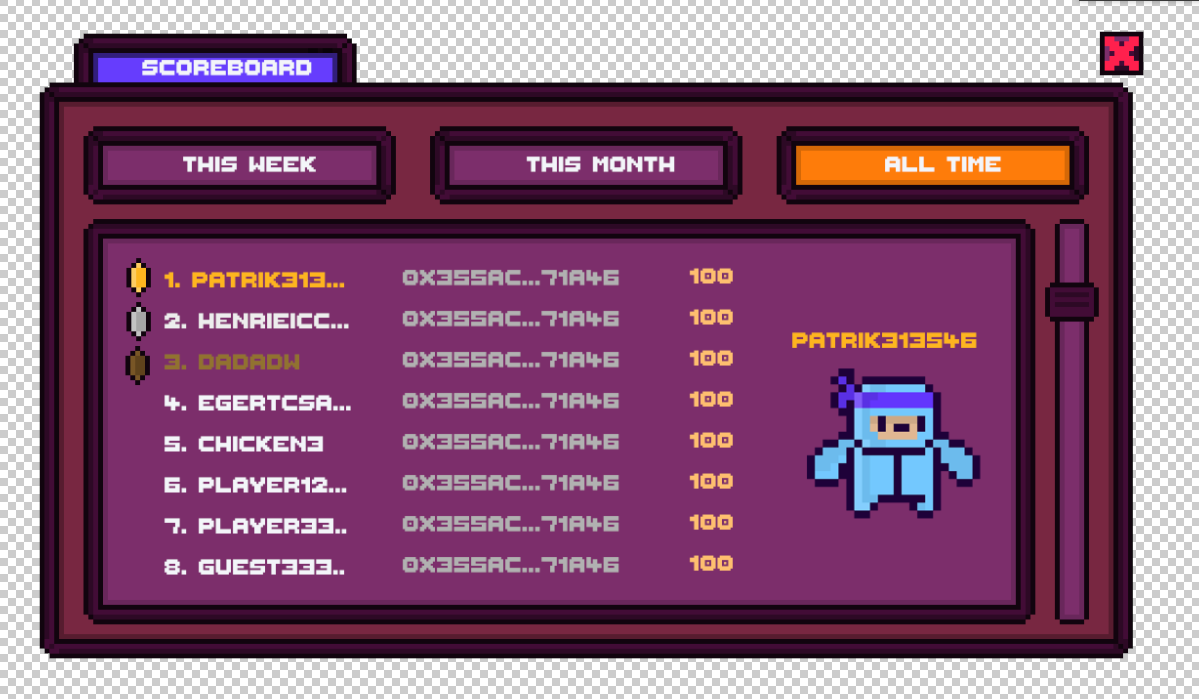 SCOREBOARD
THIS WEEK THIS MONTH ALL TIME
1. PATRIK313... 0X355AC...71A46 100
2. HENRIEICC... 0X355AC...71A46 100
PATRIK313546
3. DADADW 0X355AC...71A46 100
4. EGERTCSA... 0X355AC...71A46 100
5. CHICKEN3 0X355AC...71A46 100
6. PLAYER12... 0X355AC...71A46 100
7. PLAYER33.. 0X355AC...71A46 100
8. GUEST333.. 0X355AC...71A46 100